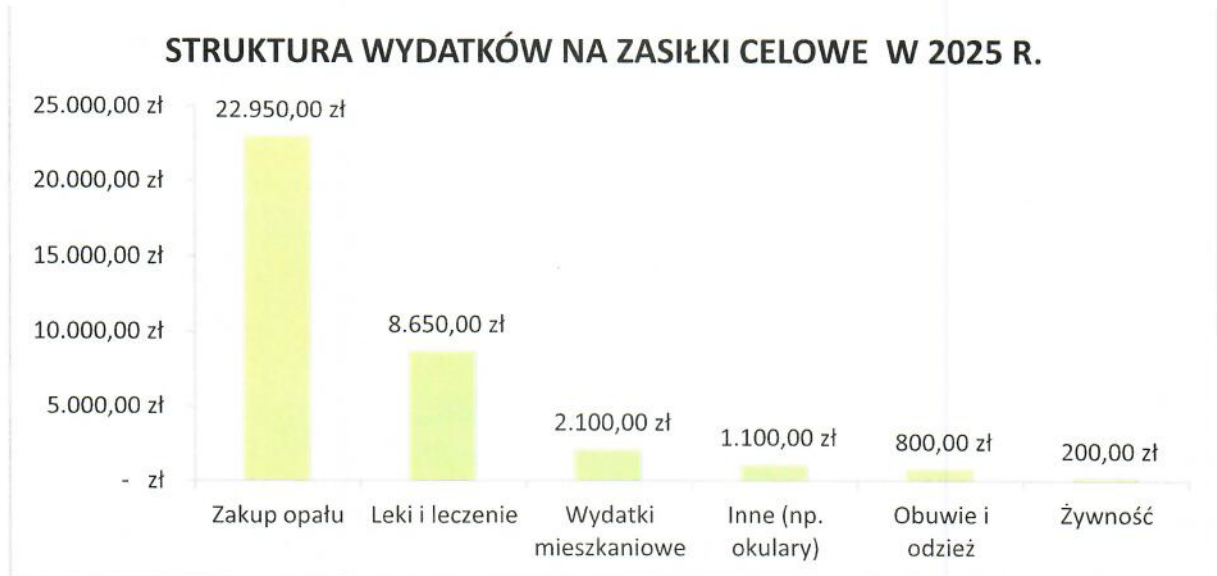 STRUKTURA WYDATKÓW NA ZASIŁKI CELOWE W 2025 R.
25.000,00 zł
20.000,00 zł
15.000,00 zł
10.000,00 zł
5.000,00 zł
- zł
22.950,00 zł
8.650,00 zł
2.100,00 zł
1.100,00 zł
800,00 zł
200,00 zł
Zakup opału
Leki i leczenie
Wydatki
mieszkaniowe
Inne (np.
okulary)
Obuwie i
odzież
Żywność